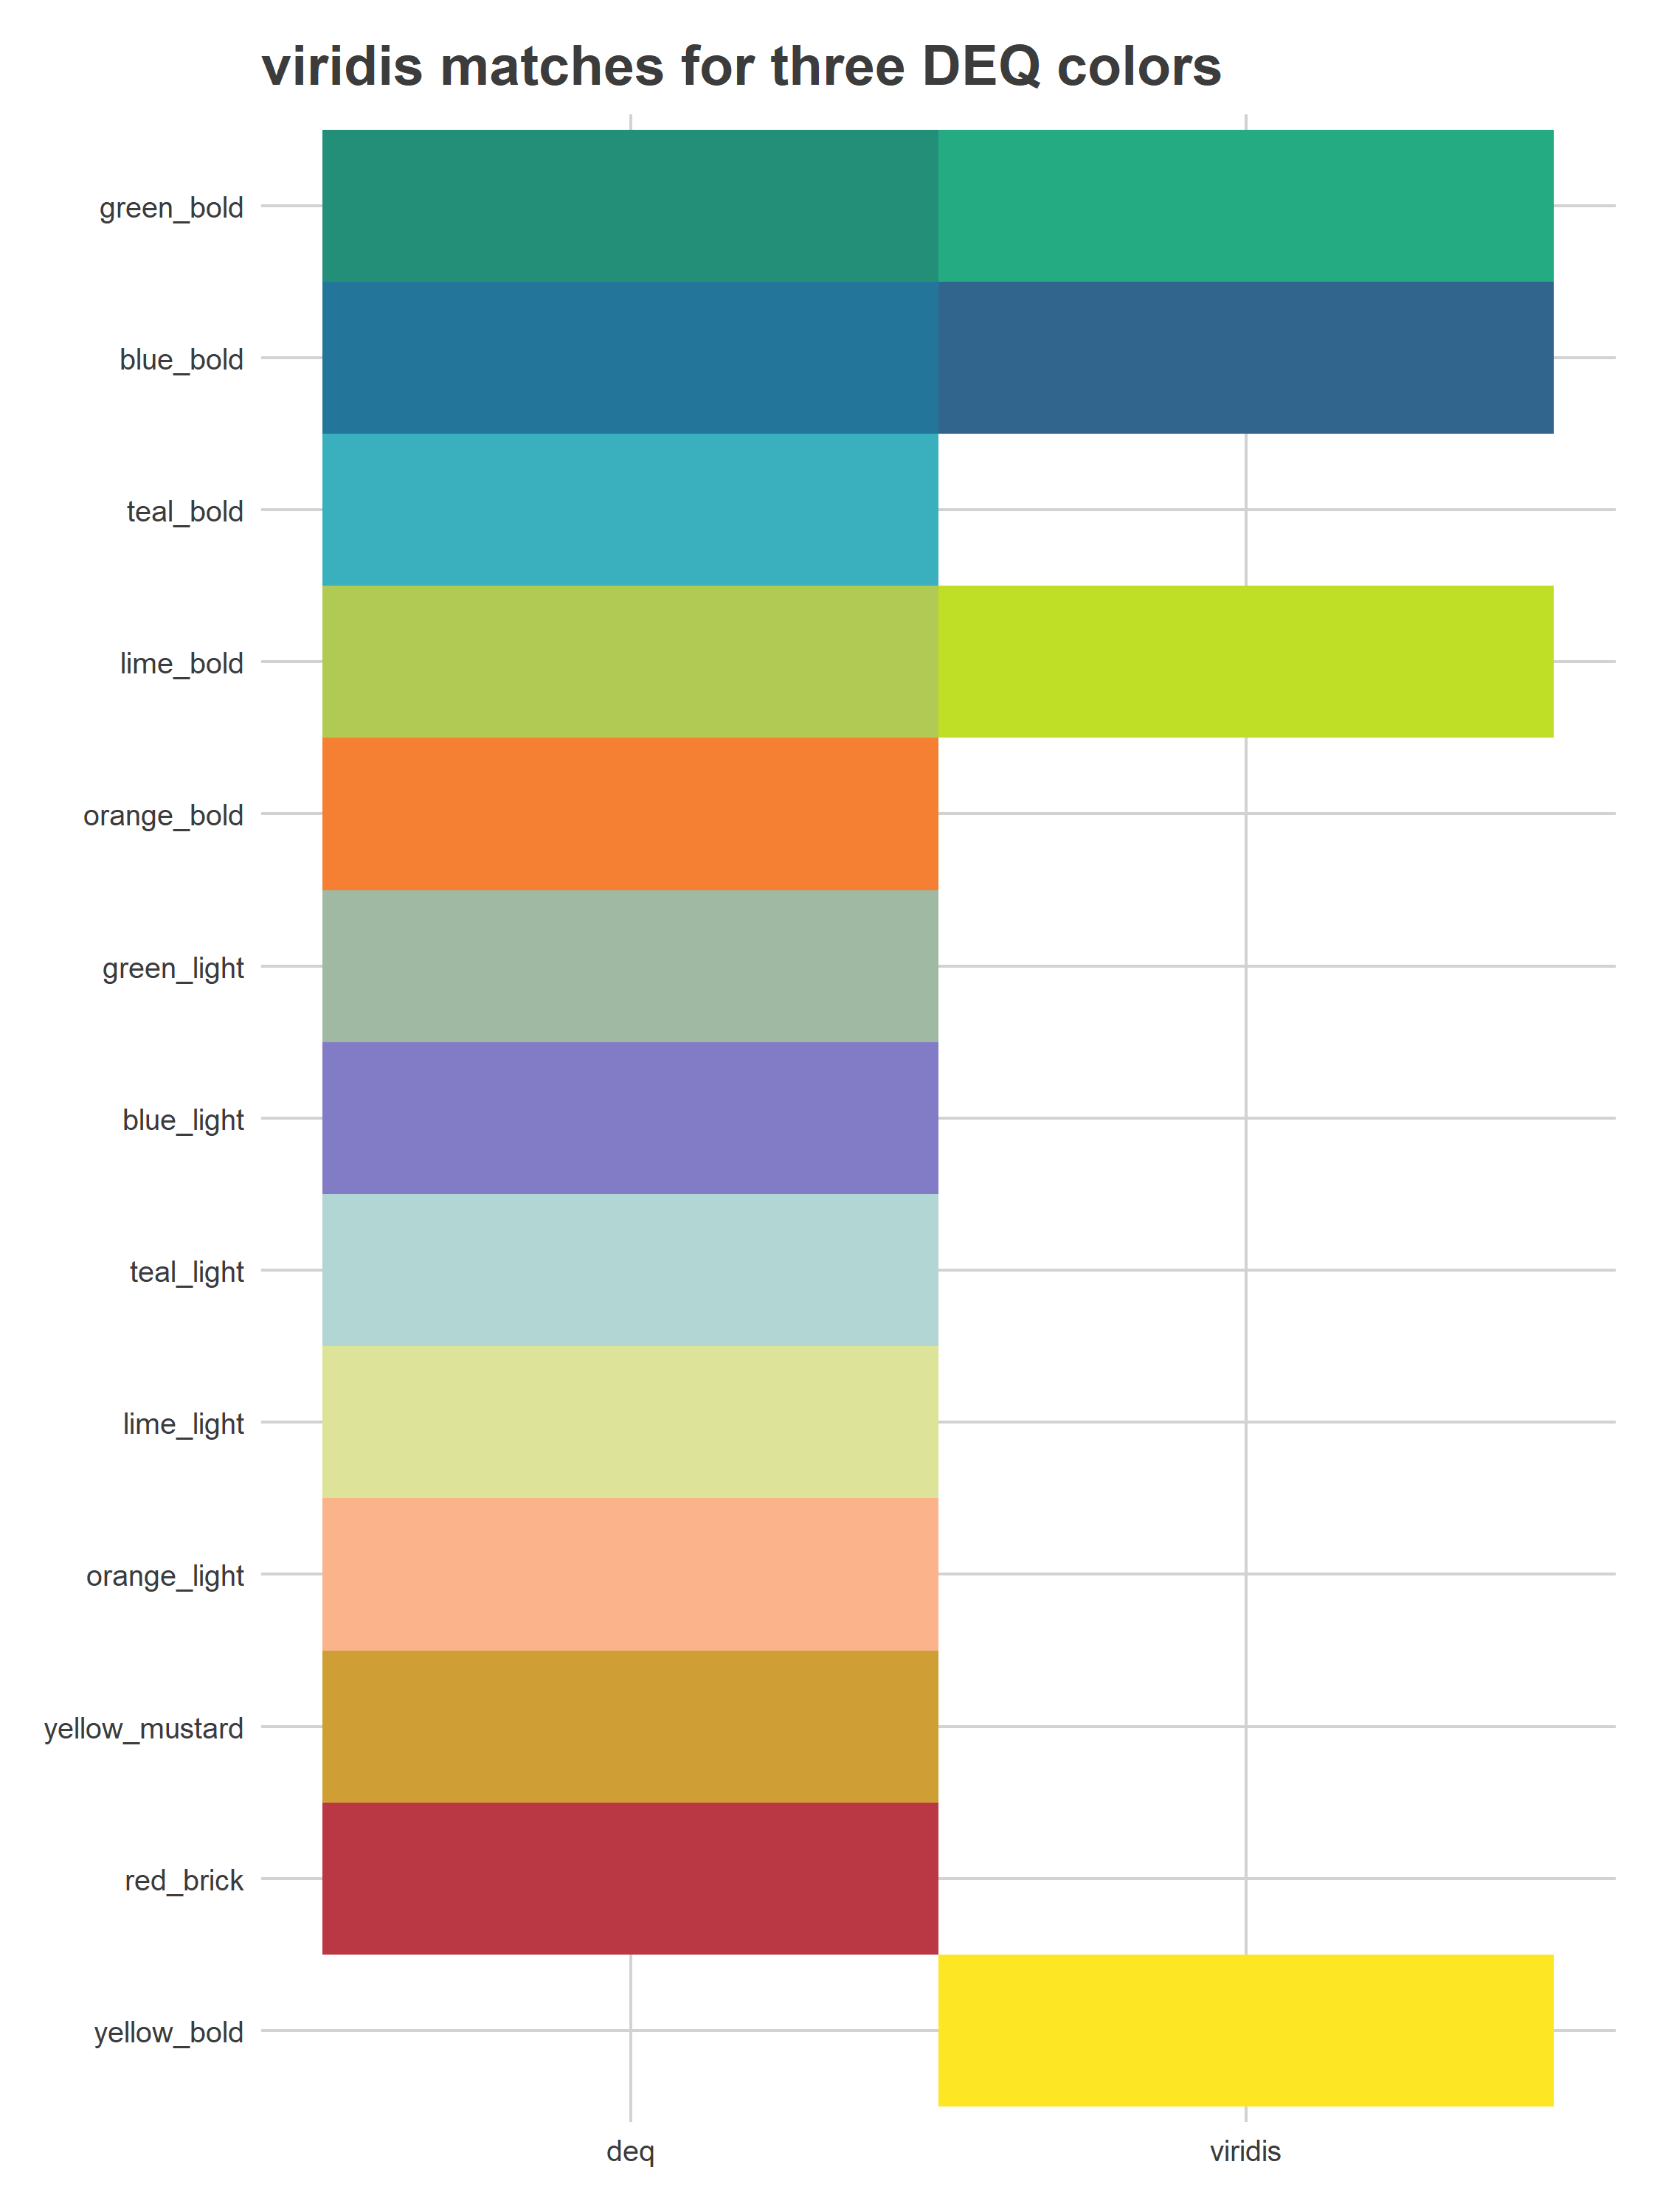 viridis matches for three DEQ colors
green_bold
blue_bold
teal_bold
lime_bold
orange_bold
green_light
blue_light
teal_light
lime_light
orange_light
yellow_mustard
red_brick
yellow_bold
deq viridis